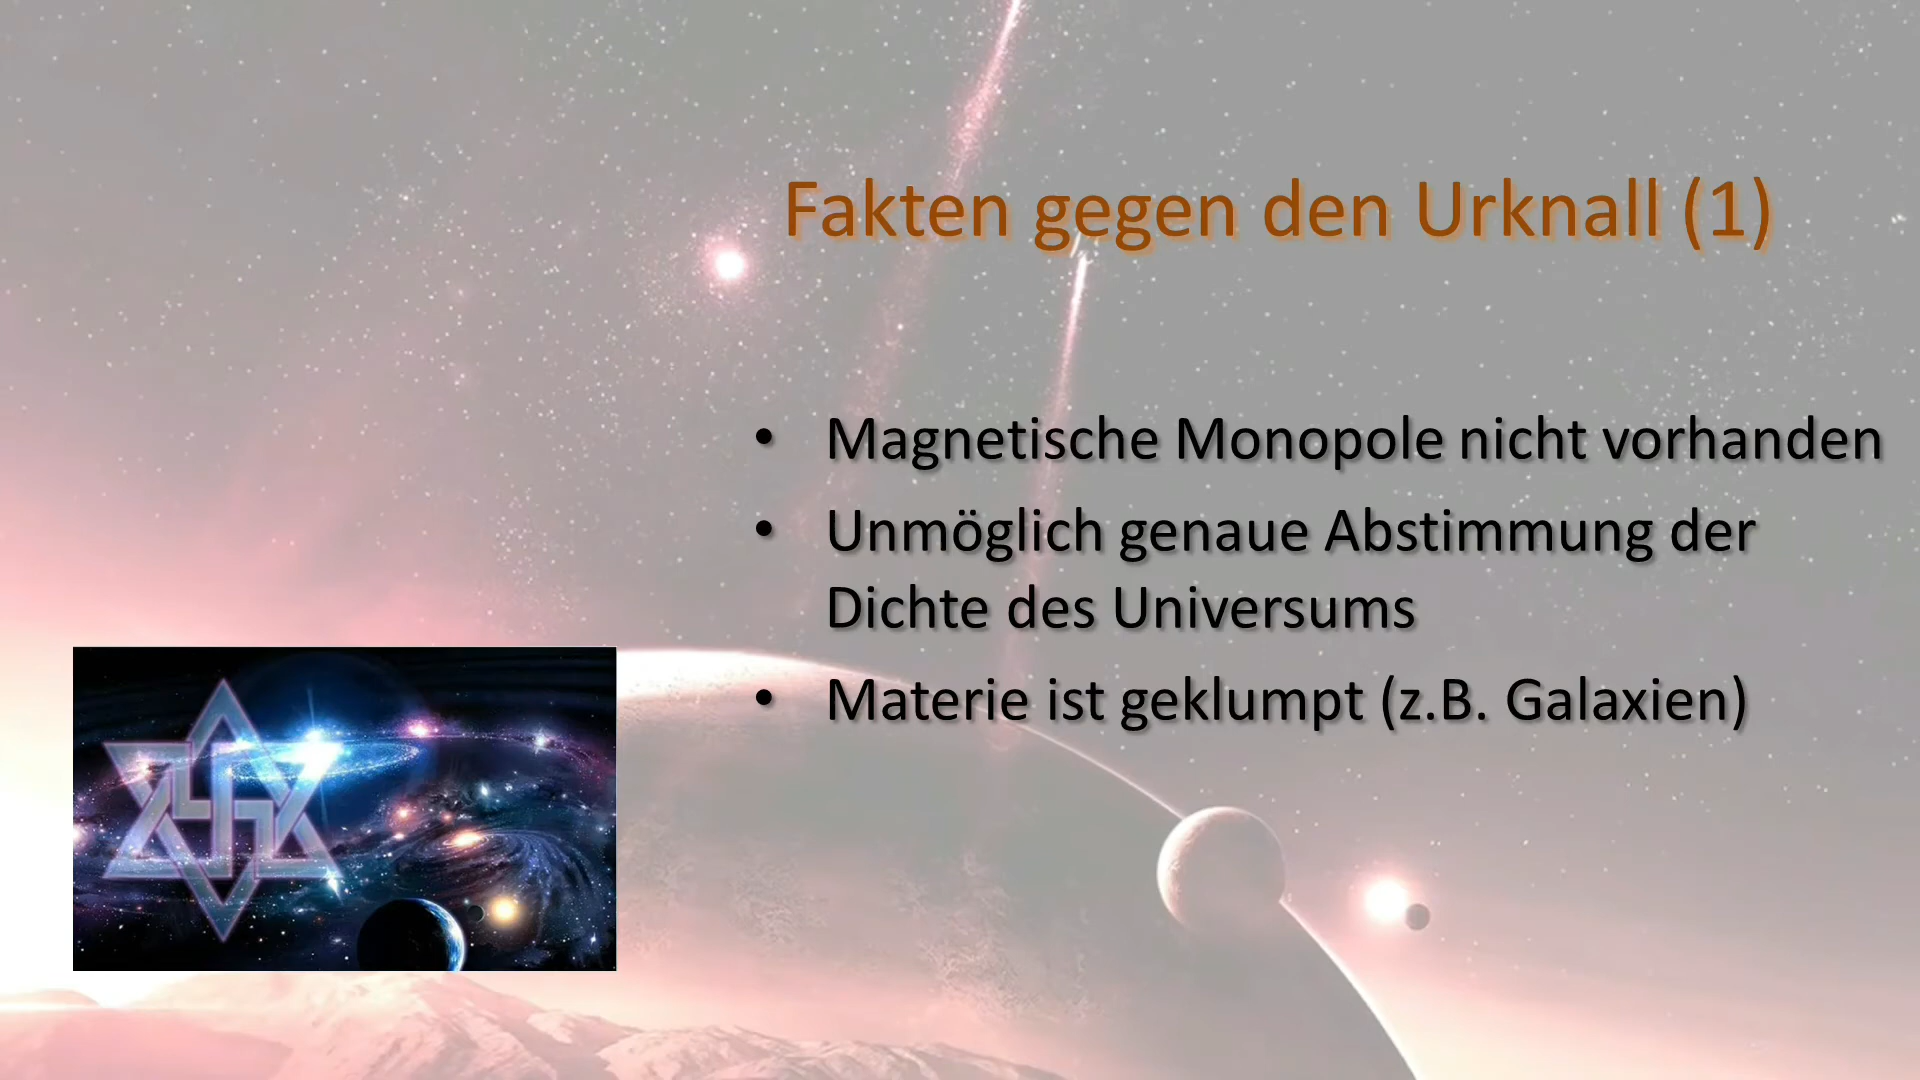 Fakten gegen den Urknall (1)
• Magnetische Monopole nicht vorhanden
• Unmöglich genaue Abstimmung der
Dichte des Universums
• Materie ist geklumpt (z.B. Galaxien)